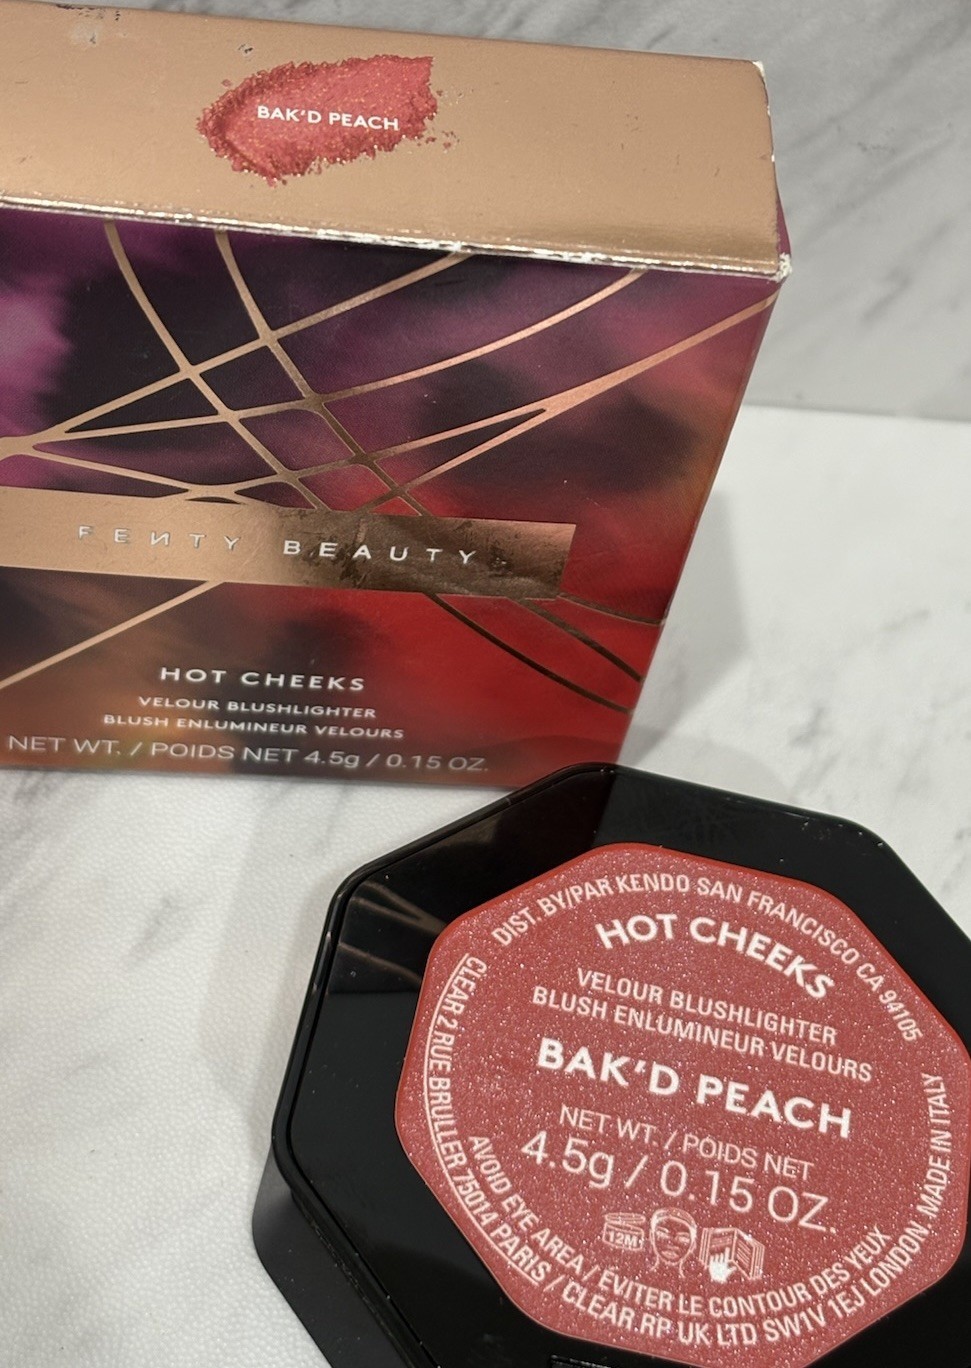 BAK'D PEACH
FENTY BEAUTY
HOT CHEEKS
VELOUR BLUSHLIGHTER
BLUSH ENLUMINEUR VELOURS
NET WT. / POIDS NET 4.5g / 0.15 OZ.
DIST. BY/PAR KENDO SAN FRANCISCO CA 94105
HOT CHEEKS
VELOUR BLUSHLIGHTER
BLUSH ENLUMINEUR VELOURS
BAK'D PEACH
NET WT. / POIDS NET
4.5g / 0.15 OZ.
12M
AVOID EYE AREA / EVITER LE CONTOUR DES YEUX
CLEAR 2 RUE BRULLER 75014 PARIS / CLEAR.RP UK LTD SW1V 1EJ LONDON MADE IN ITALY